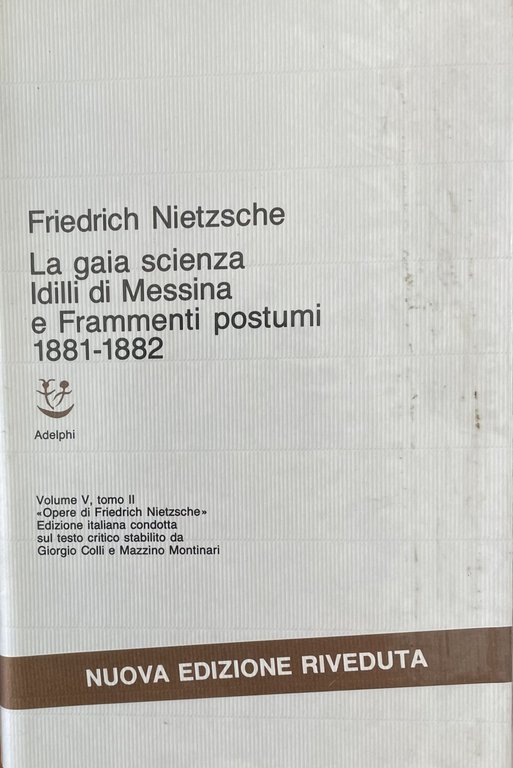 Friedrich Nietzsche
La gaia scienza
Idilli di Messina
e Frammenti postumi
1881-1882
Adelphi
Volume V, tomo II
«Opere di Friedrich Nietzsche»
Edizione italiana condotta
sul testo critico stabilito da
Giorgio Colli e Mazzino Montinari
NUOVA EDIZIONE RIVEDUTA